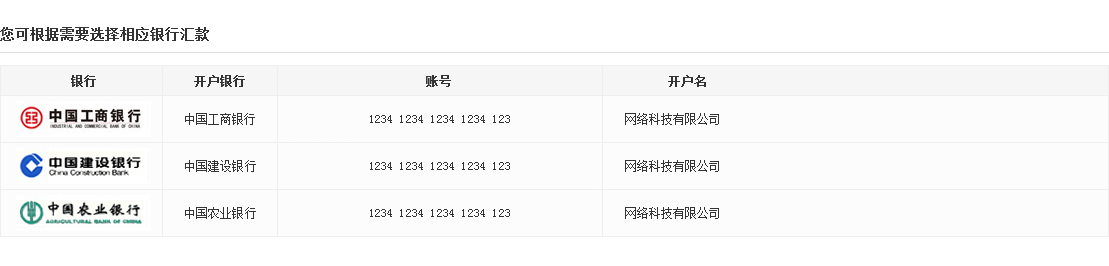 您可根据需要选择相应银行汇款
银行 开户银行 账号 开户名
中国工商银行 INDUSTRIAL AND COMMERCIAL BANK OF CHINA 中国工商银行 1234 1234 1234 1234 123 网络科技有限公司
中国建设银行 China Construction Bank 中国建设银行 1234 1234 1234 1234 123 网络科技有限公司
中国农业银行 AGRICULTURAL BANK OF CHINA 中国农业银行 1234 1234 1234 1234 123 网络科技有限公司